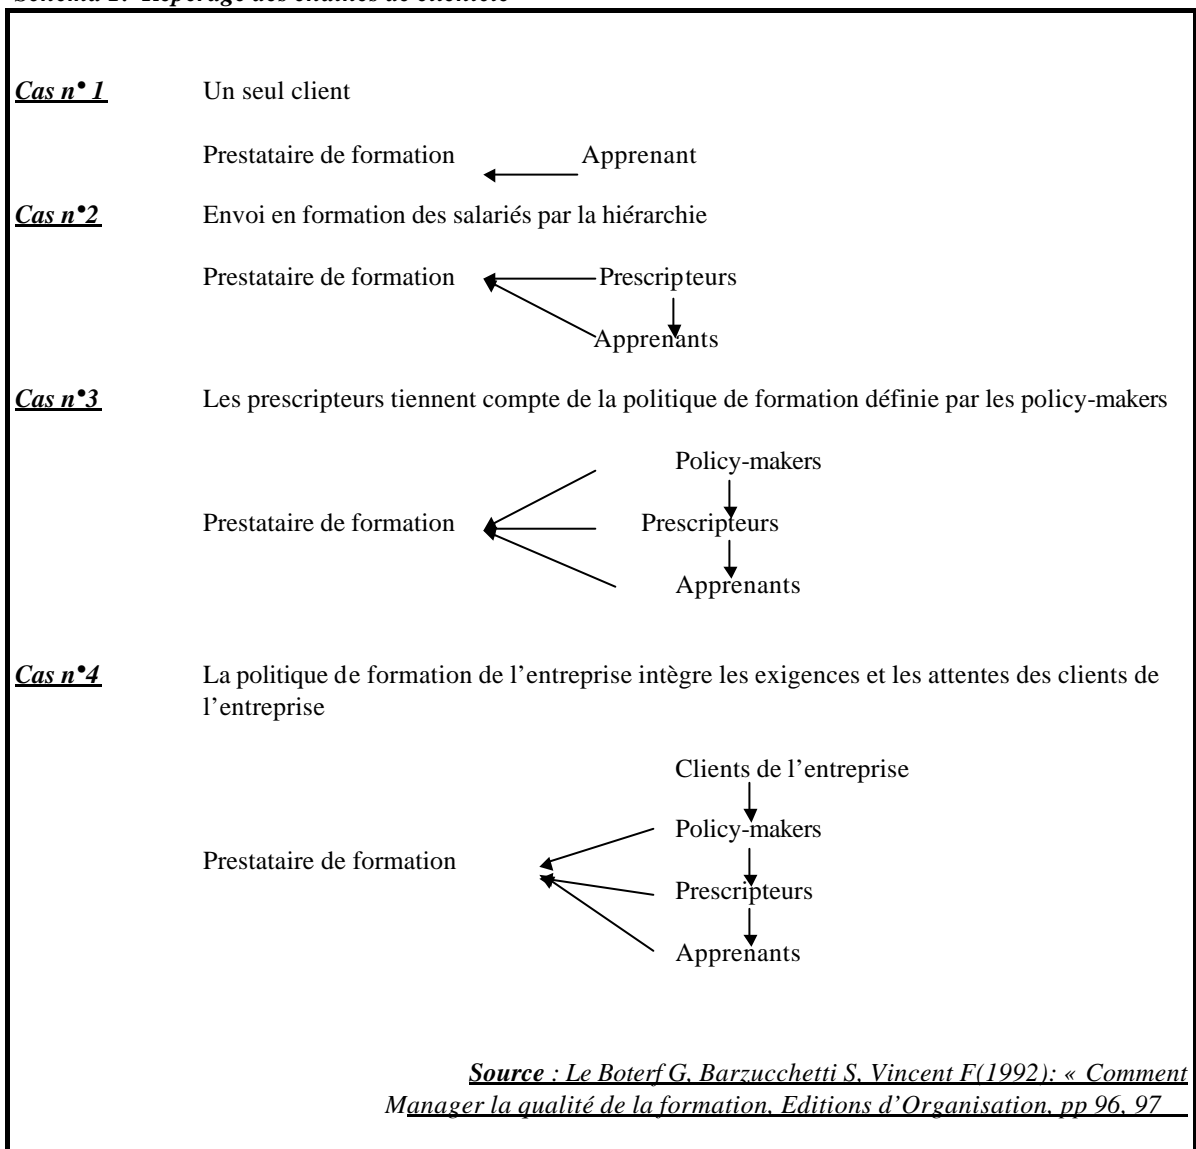 Schéma 1: Repérage des chaînes de clientèle
Cas n° 1 Un seul client
Prestataire de formation Apprenant
Cas n°2 Envoi en formation des salariés par la hiérarchie
Prestataire de formation Prescripteurs
Apprenants
Cas n°3 Les prescripteurs tiennent compte de la politique de formation définie par les policy-makers
Policy-makers
Prestataire de formation Prescripteurs
Apprenants
Cas n°4 La politique de formation de l’entreprise intègre les exigences et les attentes des clients de
l’entreprise
Clients de l’entreprise
Policy-makers
Prestataire de formation
Prescripteurs
Apprenants
Source : Le Boterf G, Barzucchetti S, Vincent F(1992): « Comment
Manager la qualité de la formation, Editions d’Organisation, pp 96, 97